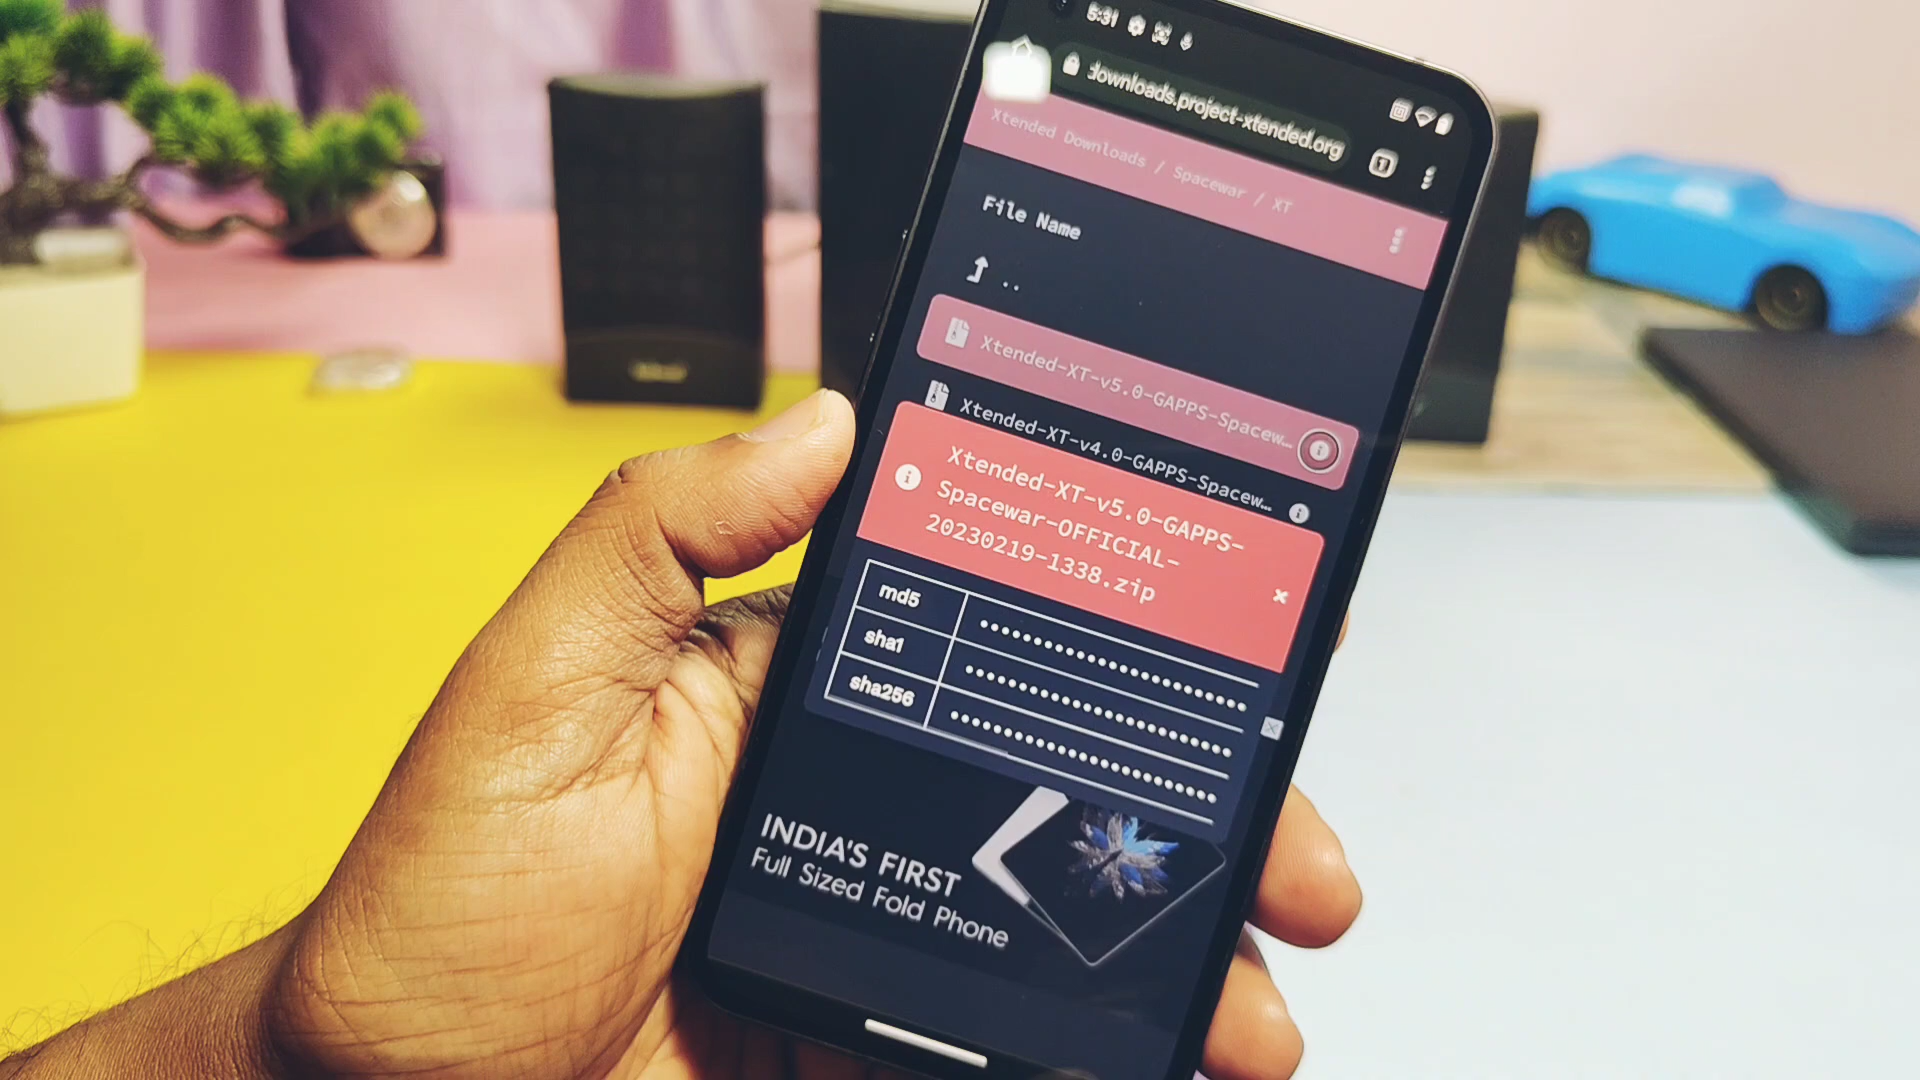 5:31
downloads.project-xtended.org
1
Xtended Downloads / Spacewar / XT
File Name
..
Xtended-XT-v5.0-GAPPS-Spacew…
Xtended-XT-v4.0-GAPPS-Spacew…
Xtended-XT-v5.0-GAPPS-
Spacewar-OFFICIAL-
20230219-1338.zip
md5
sha1
sha256
INDIA'S FIRST
Full Sized Fold Phone